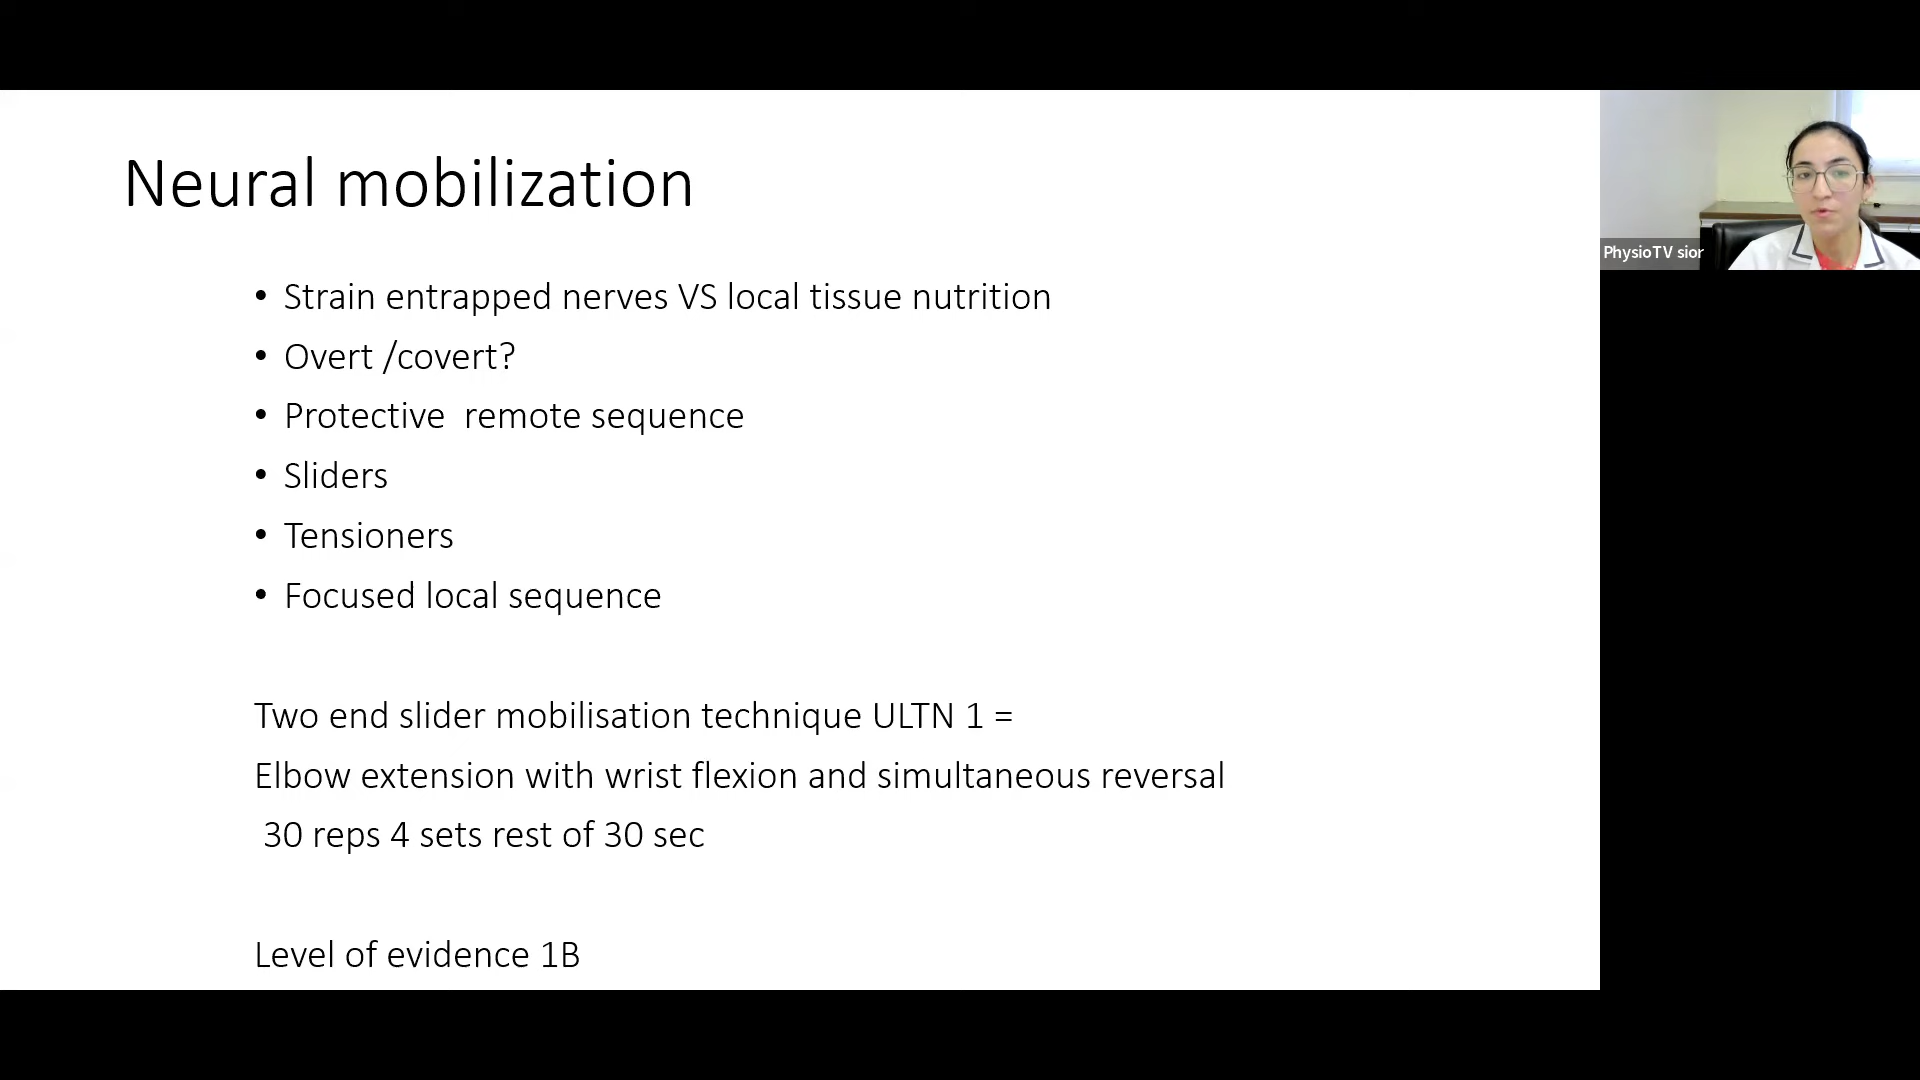 Neural mobilization
• Strain entrapped nerves VS local tissue nutrition
• Overt /covert?
• Protective  remote sequence
• Sliders
• Tensioners
• Focused local sequence
Two end slider mobilisation technique ULTN 1 =
Elbow extension with wrist flexion and simultaneous reversal
30 reps 4 sets rest of 30 sec
Level of evidence 1B
PhysioTV sior